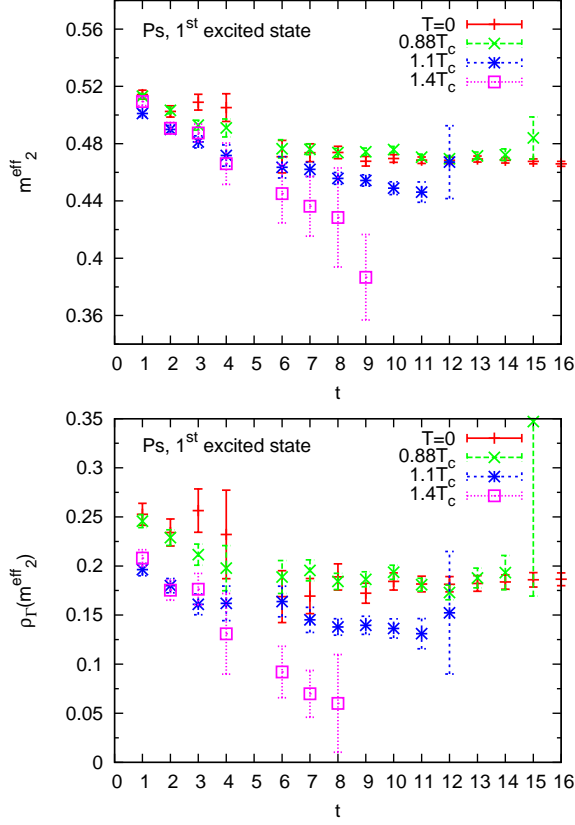 Ps, 1st excited state
T=0
0.88Tc
1.1Tc
1.4Tc
m^eff_2
0.56
0.52
0.48
0.44
0.4
0.36
0 1 2 3 4 5 6 7 8 9 10 11 12 13 14 15 16
t
Ps, 1st excited state
T=0
0.88Tc
1.1Tc
1.4Tc
ρΓ(m^eff_2)
0.35
0.3
0.25
0.2
0.15
0.1
0.05
0
0 1 2 3 4 5 6 7 8 9 10 11 12 13 14 15 16
t